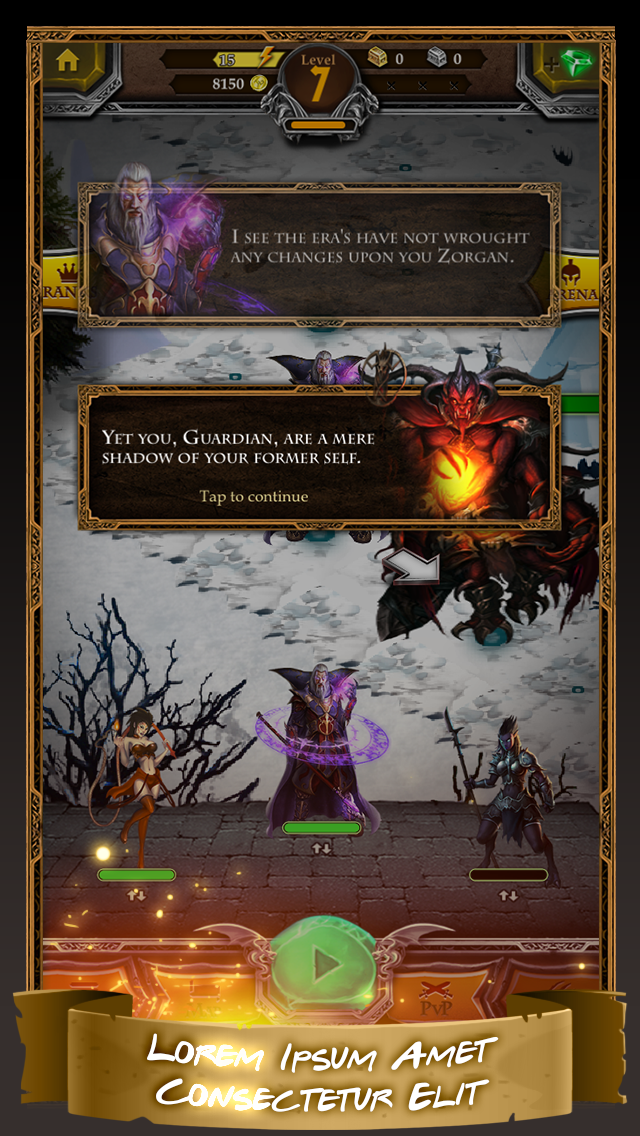 15
Level
7
0
0
8150
I see the era's have not wrought
any changes upon you Zorgan.
Yet you, Guardian, are a mere
shadow of your former self.
Tap to continue
PvP
Lorem Ipsum Amet
Consectetur Elit